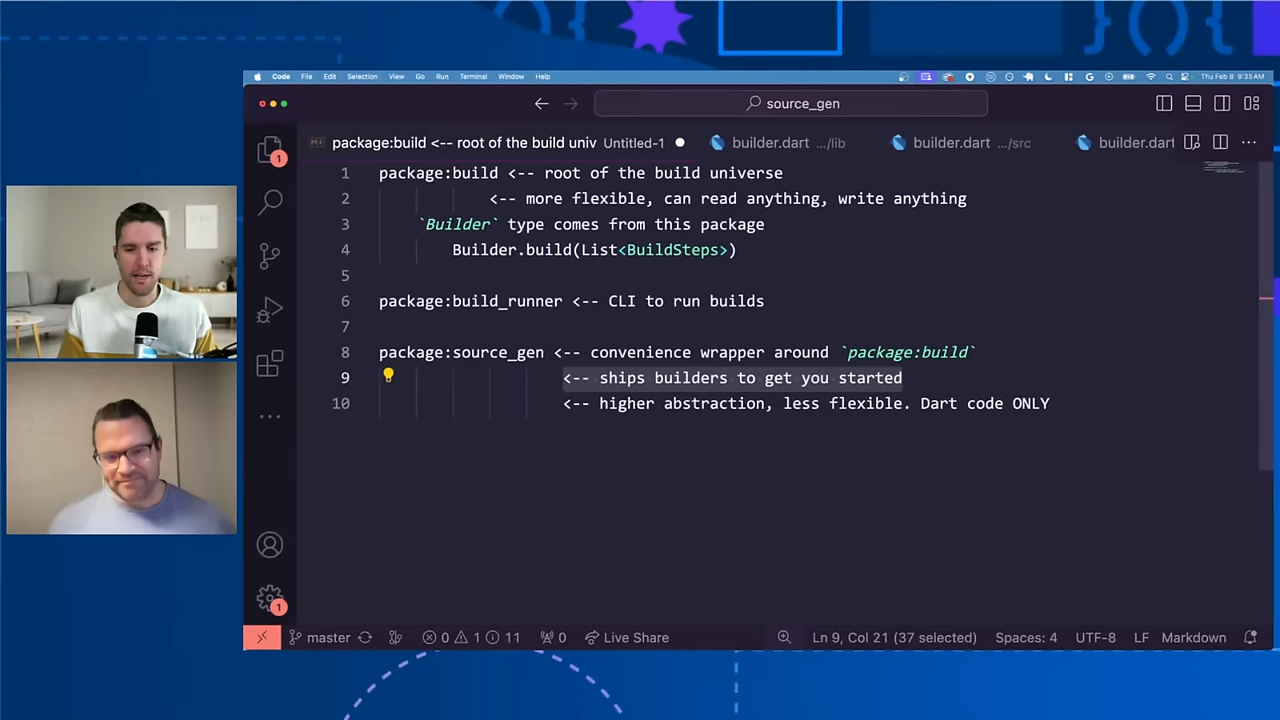 Code File Edit Selection View Go Run Terminal Window Help Thu Feb 8 9:35AM
source_gen
package:build <-- root of the build univ Untitled-1 builder.dart .../lib builder.dart .../src builder.dart
1 package:build <-- root of the build universe
2 <-- more flexible, can read anything, write anything
3 `Builder` type comes from this package
4 Builder.build(List<BuildSteps>)
5
6 package:build_runner <-- CLI to run builds
7
8 package:source_gen <-- convenience wrapper around `package:build`
9 <-- ships builders to get you started
10 <-- higher abstraction, less flexible. Dart code ONLY
1
1
master 0 1 11 0 Live Share Ln 9, Col 21 (37 selected) Spaces: 4 UTF-8 LF Markdown